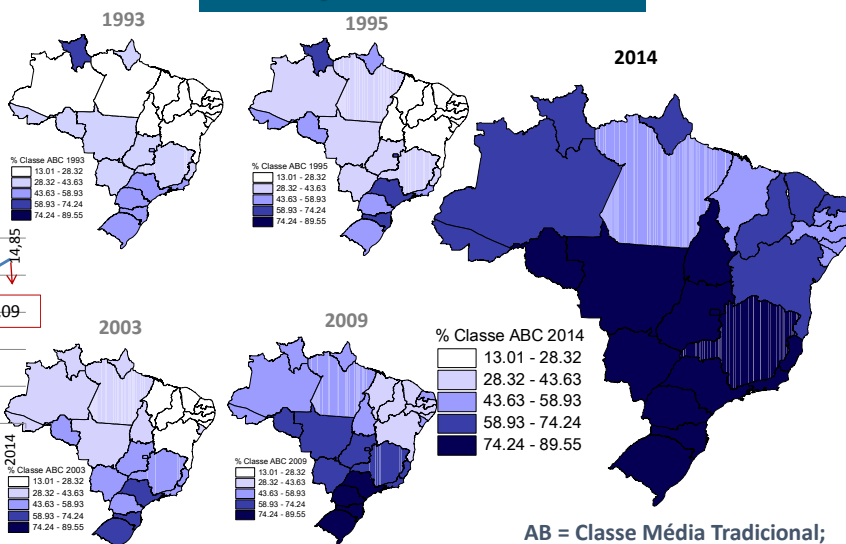 1993
1995
2014
% Classe ABC 1993
13.01 - 28.32
28.32 - 43.63
43.63 - 58.93
58.93 - 74.24
74.24 - 89.55
% Classe ABC 1995
13.01 - 28.32
28.32 - 43.63
43.63 - 58.93
58.93 - 74.24
74.24 - 89.55
14,85
.09
2003
2009
% Classe ABC 2014
13.01 - 28.32
28.32 - 43.63
43.63 - 58.93
58.93 - 74.24
74.24 - 89.55
2014
% Classe ABC 2003
13.01 - 28.32
28.32 - 43.63
43.63 - 58.93
58.93 - 74.24
74.24 - 89.55
% Classe ABC 2009
13.01 - 28.32
28.32 - 43.63
43.63 - 58.93
58.93 - 74.24
74.24 - 89.55
AB = Classe Média Tradicional;